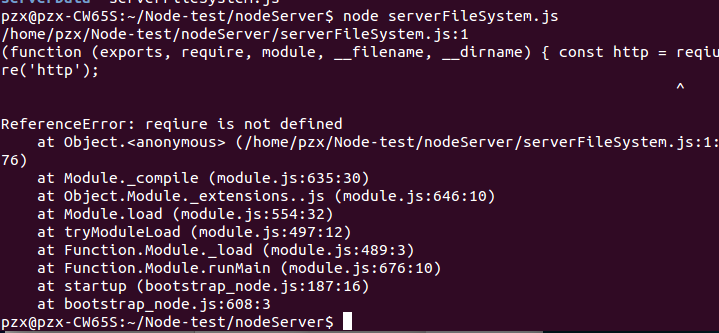 ServerData  serverFileSystem.js
pzx@pzx-CW65S:~/Node-test/nodeServer$ node serverFileSystem.js
/home/pzx/Node-test/nodeServer/serverFileSystem.js:1
(function (exports, require, module, __filename, __dirname) { const http = reqiu
re('http');
^
ReferenceError: reqiure is not defined
    at Object.<anonymous> (/home/pzx/Node-test/nodeServer/serverFileSystem.js:1:
76)
    at Module._compile (module.js:635:30)
    at Object.Module._extensions..js (module.js:646:10)
    at Module.load (module.js:554:32)
    at tryModuleLoad (module.js:497:12)
    at Function.Module._load (module.js:489:3)
    at Function.Module.runMain (module.js:676:10)
    at startup (bootstrap_node.js:187:16)
    at bootstrap_node.js:608:3
pzx@pzx-CW65S:~/Node-test/nodeServer$